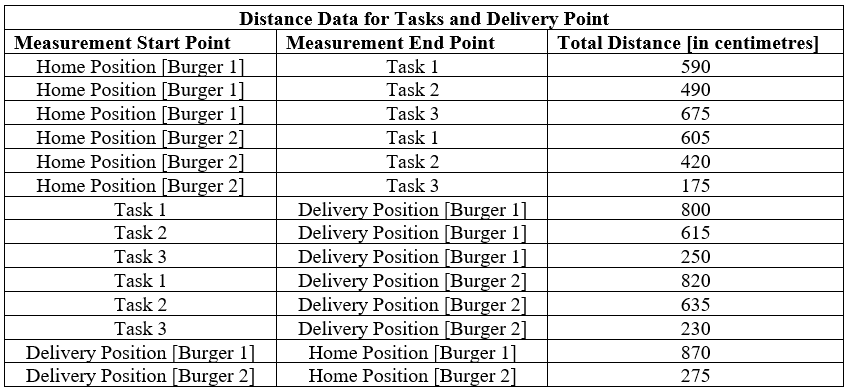 Distance Data for Tasks and Delivery Point
Measurement Start Point Measurement End Point Total Distance [in centimetres]
Home Position [Burger 1] Task 1 590
Home Position [Burger 1] Task 2 490
Home Position [Burger 1] Task 3 675
Home Position [Burger 2] Task 1 605
Home Position [Burger 2] Task 2 420
Home Position [Burger 2] Task 3 175
Task 1 Delivery Position [Burger 1] 800
Task 2 Delivery Position [Burger 1] 615
Task 3 Delivery Position [Burger 1] 250
Task 1 Delivery Position [Burger 2] 820
Task 2 Delivery Position [Burger 2] 635
Task 3 Delivery Position [Burger 2] 230
Delivery Position [Burger 1] Home Position [Burger 1] 870
Delivery Position [Burger 2] Home Position [Burger 2] 275